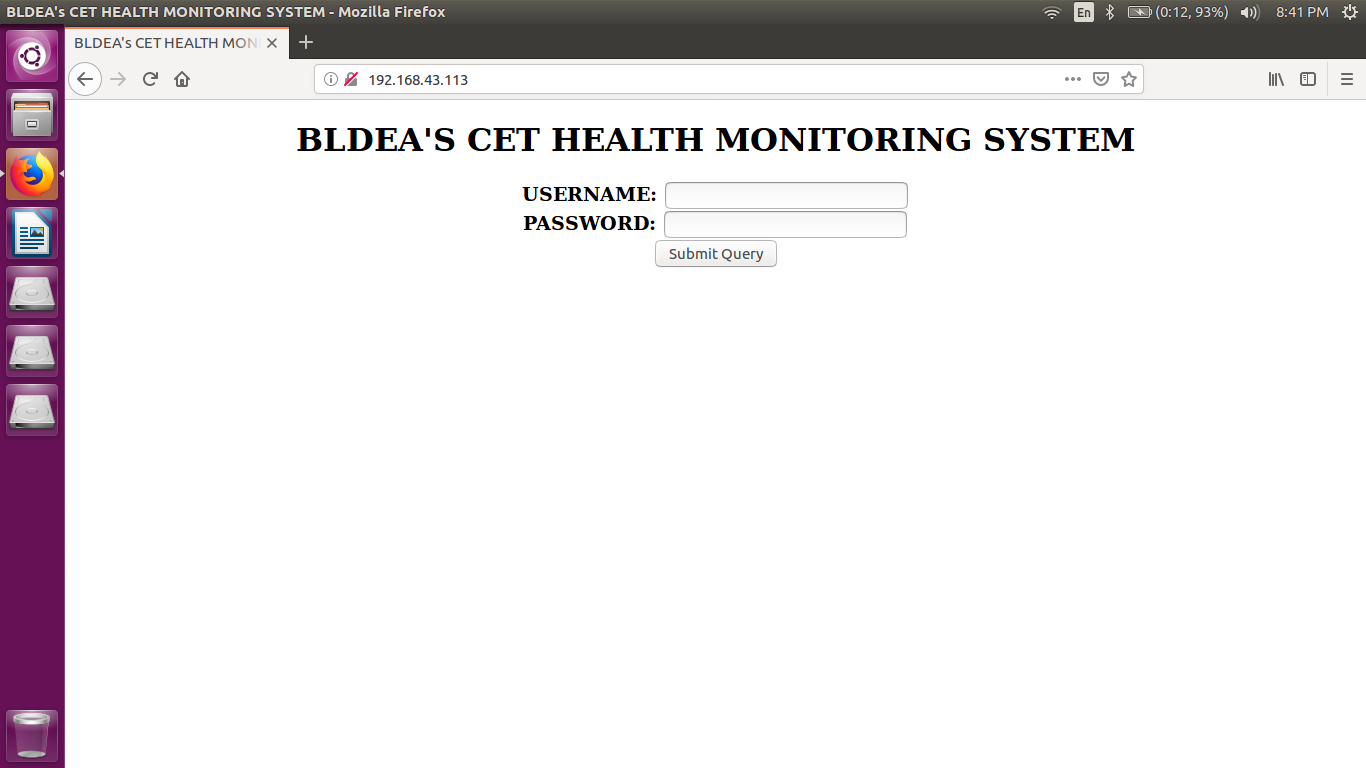 BLDEA's CET HEALTH MONITORING SYSTEM - Mozilla Firefox
En
(0:12, 93%)
8:41 PM
BLDEA's CET HEALTH MON
192.168.43.113
BLDEA'S CET HEALTH MONITORING SYSTEM
USERNAME:
PASSWORD:
Submit Query